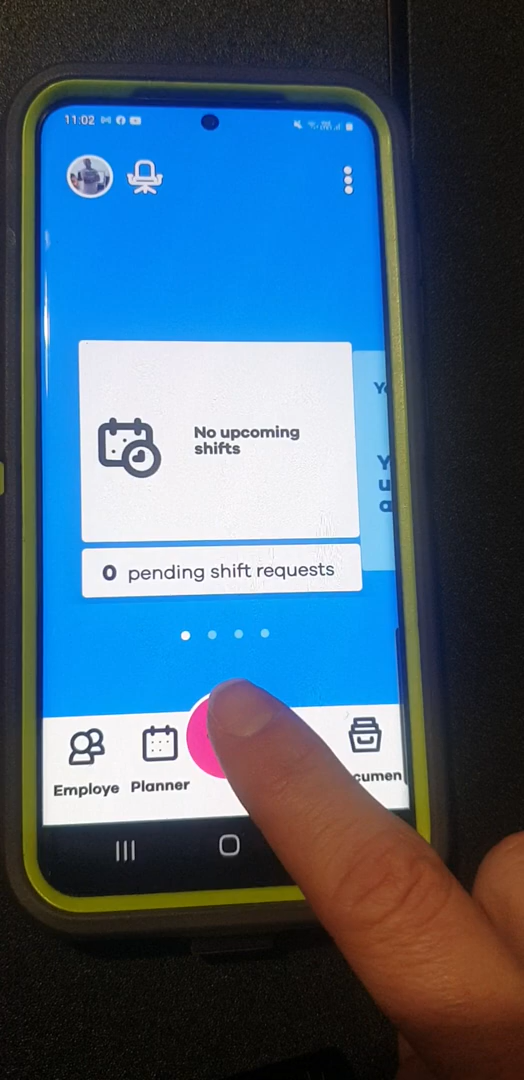 11:02
No upcoming
shifts
0 pending shift requests
Y
u
a
Employe
Planner
cumen